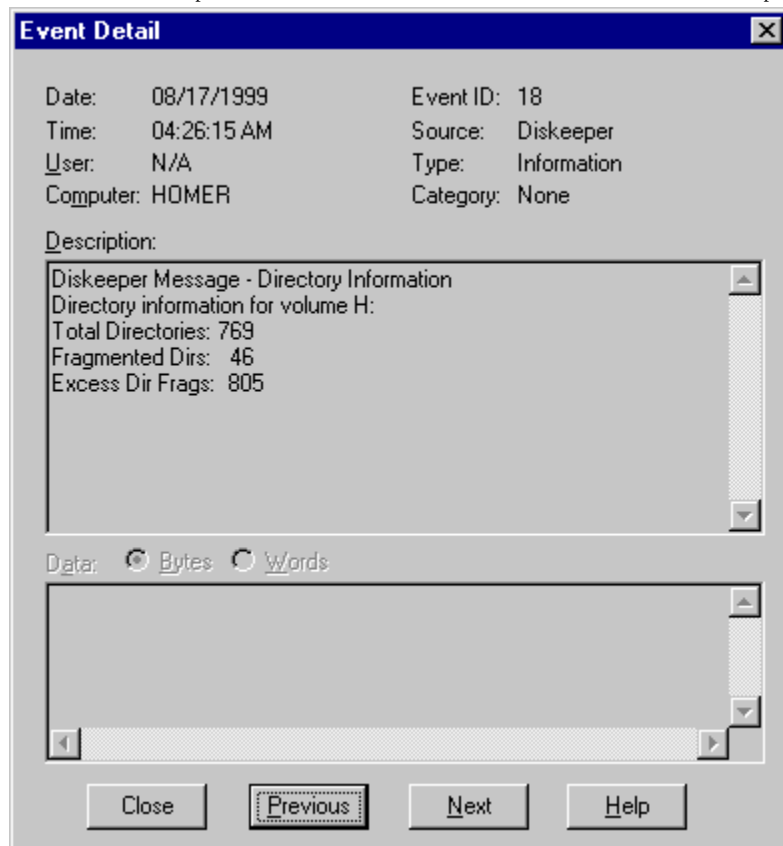 Event Detail
Date: 08/17/1999 Event ID: 18
Time: 04:26:15 AM Source: Diskeeper
User: N/A Type: Information
Computer: HOMER Category: None
Description:
Diskeeper Message - Directory Information
Directory information for volume H:
Total Directories: 769
Fragmented Dirs: 46
Excess Dir Frags: 805
Data: Bytes Words
Close Previous Next Help